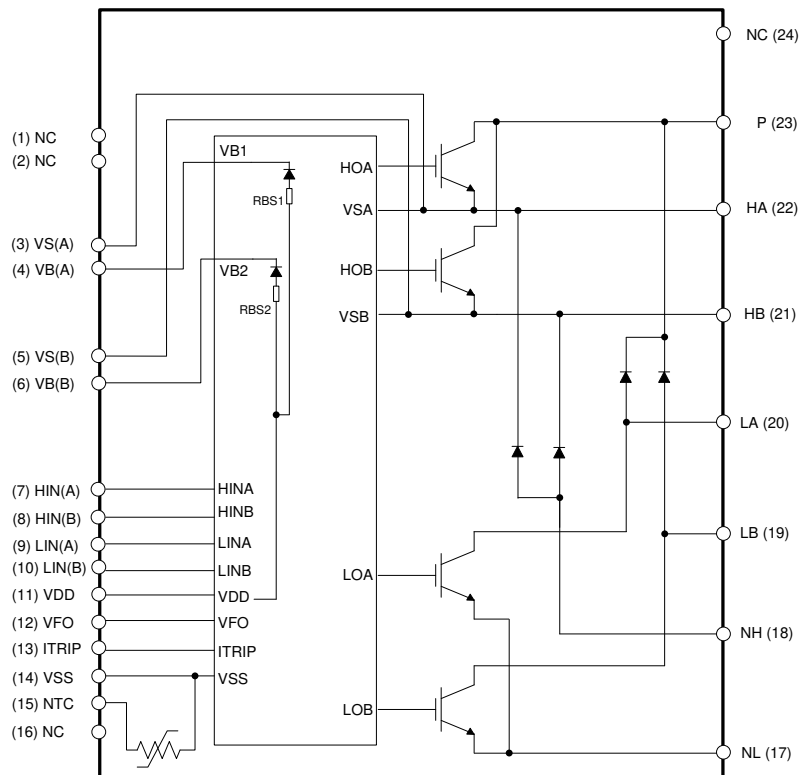 NC (24)
(1) NC
(2) NC
(3) VS(A)
(4) VB(A)
(5) VS(B)
(6) VB(B)
(7) HIN(A)
(8) HIN(B)
(9) LIN(A)
(10) LIN(B)
(11) VDD
(12) VFO
(13) ITRIP
(14) VSS
(15) NTC
(16) NC
VB1
RBS1
VB2
RBS2
HINA
HINB
LINA
LINB
VDD
VFO
ITRIP
VSS
HOA
VSA
HOB
VSB
LOA
LOB
P (23)
HA (22)
HB (21)
LA (20)
LB (19)
NH (18)
NL (17)